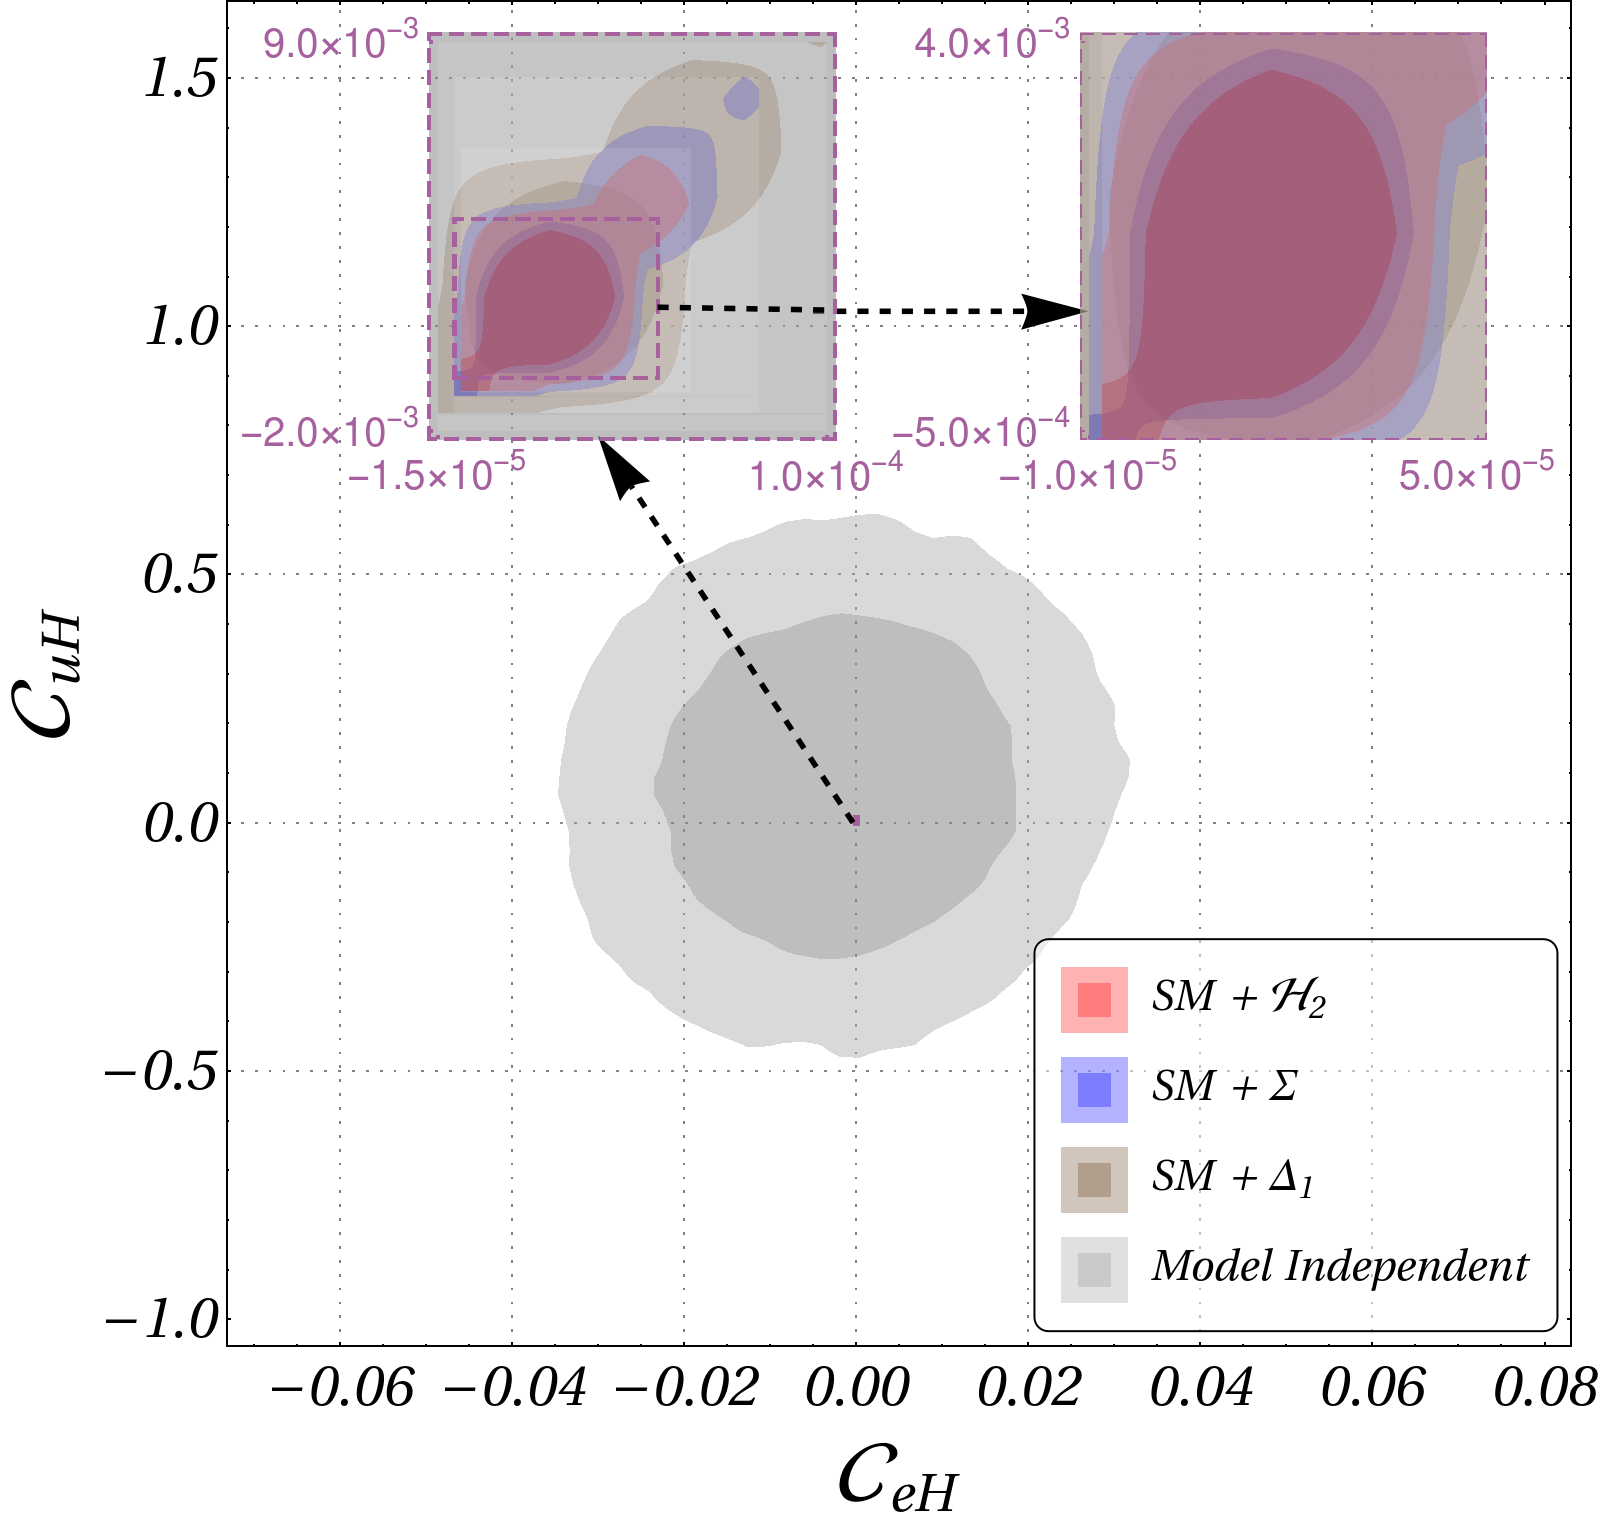 9.0×10⁻³
4.0×10⁻³
1.5
1.0
−2.0×10⁻³
−5.0×10⁻⁴
−1.5×10⁻⁵
1.0×10⁻⁴
−1.0×10⁻⁵
5.0×10⁻⁵
0.5
𝒞uH
0.0
−0.5
−1.0
SM + ℋ₂
SM + Σ
SM + Δ₁
Model Independent
−0.06 −0.04 −0.02 0.00 0.02 0.04 0.06 0.08
𝒞eH